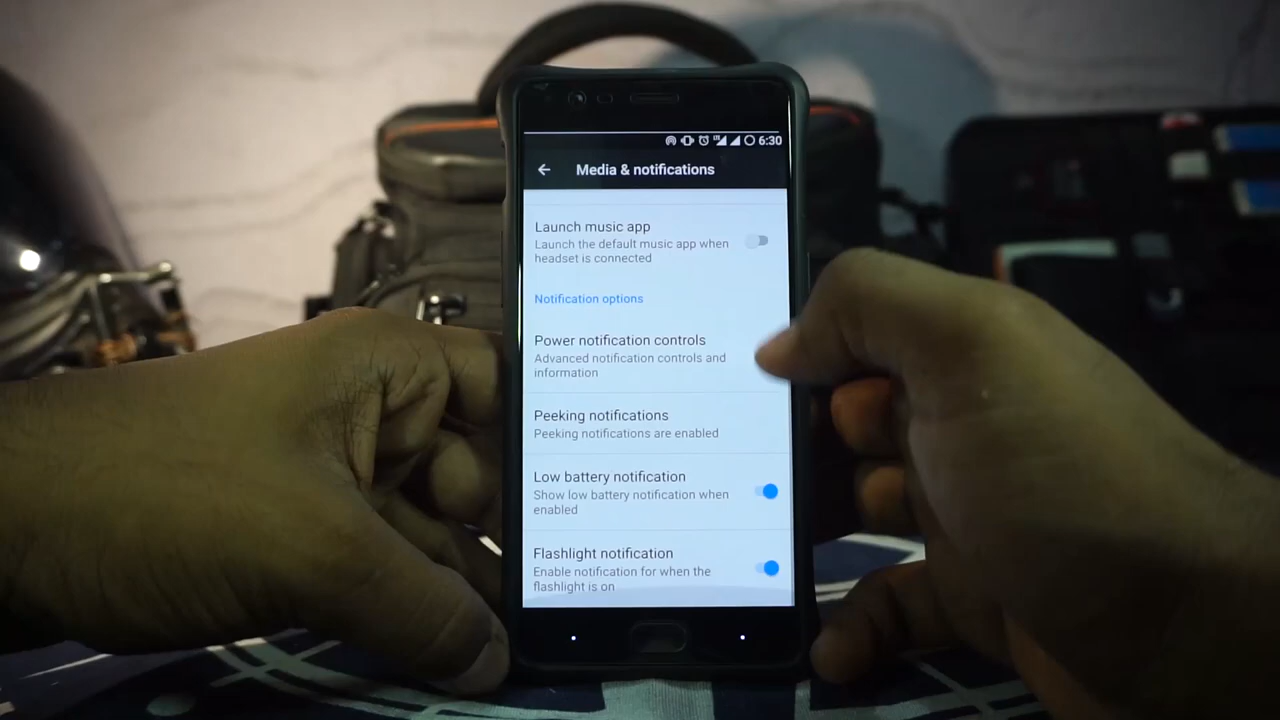 6:30
Media & notifications
Launch music app
Launch the default music app when
headset is connected
Notification options
Power notification controls
Advanced notification controls and
information
Peeking notifications
Peeking notifications are enabled
Low battery notification
Show low battery notification when
enabled
Flashlight notification
Enable notification for when the
flashlight is on